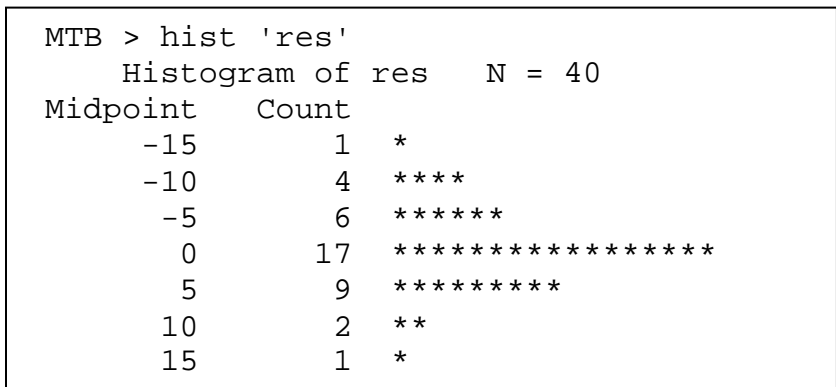 MTB > hist 'res'
Histogram of res   N = 40
Midpoint   Count
-15   1   *
-10   4   ****
-5   6   ******
0   17   *****************
5   9   *********
10   2   **
15   1   *